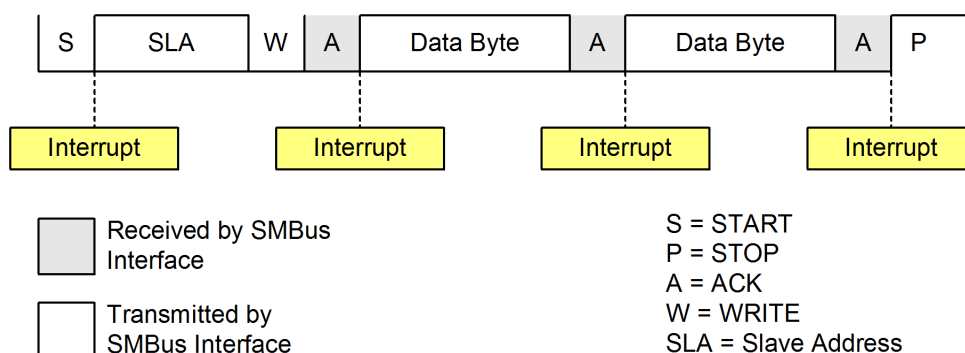 S SLA W A Data Byte A Data Byte A P
Interrupt Interrupt Interrupt Interrupt
Received by SMBus
Interface
Transmitted by
SMBus Interface
S = START
P = STOP
A = ACK
W = WRITE
SLA = Slave Address